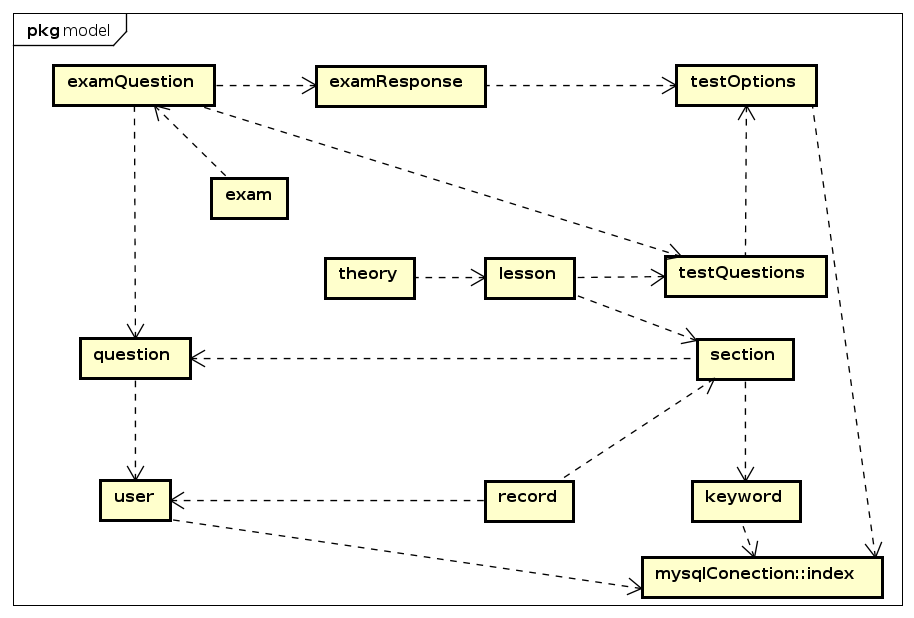 pkg model
examQuestion
examResponse
testOptions
exam
theory
lesson
testQuestions
question
section
user
record
keyword
mysqlConection::index